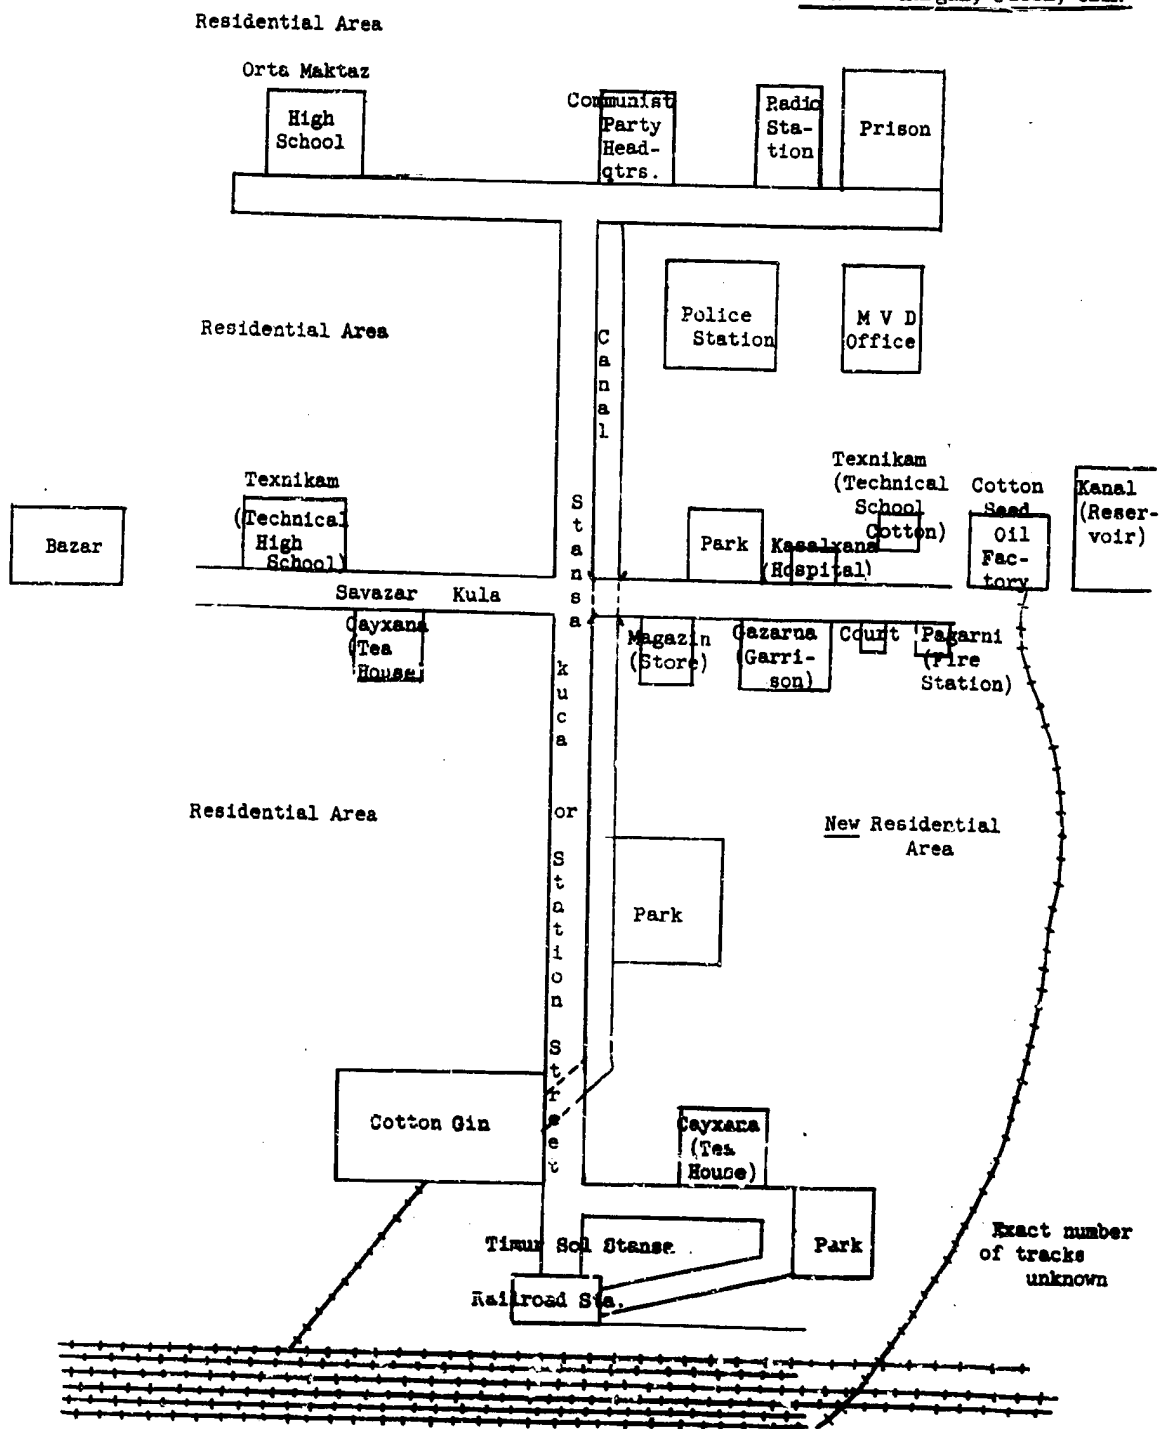 Residential Area
Orta Maktaz
High
School
Communist
Party
Head-
qtrs.
Radio
Sta-
tion
Prison
Residential Area
Canal
Police
Station
M V D
Office
Texnikam
(Technical
High
School)
Bazar
Stansa
Park
Kasalxana
(Hospital)
Texnikam
(Technical
School
Cotton)
Cotton
Seed
Oil
Fac-
tory
Kanal
(Reser-
voir)
Savazar Kula
Cayxana
(Tea
House
Magazin
(Store)
Gazarna
(Garri-
son)
Court
Pagarni
(Fire
Station)
kuca or Station Street
Residential Area
New Residential
Area
Park
Cotton Gin
Cayxana
(Tea
House)
Timur Sol Stanse
Park
Railroad Sta.
Exact number
of tracks
unknown